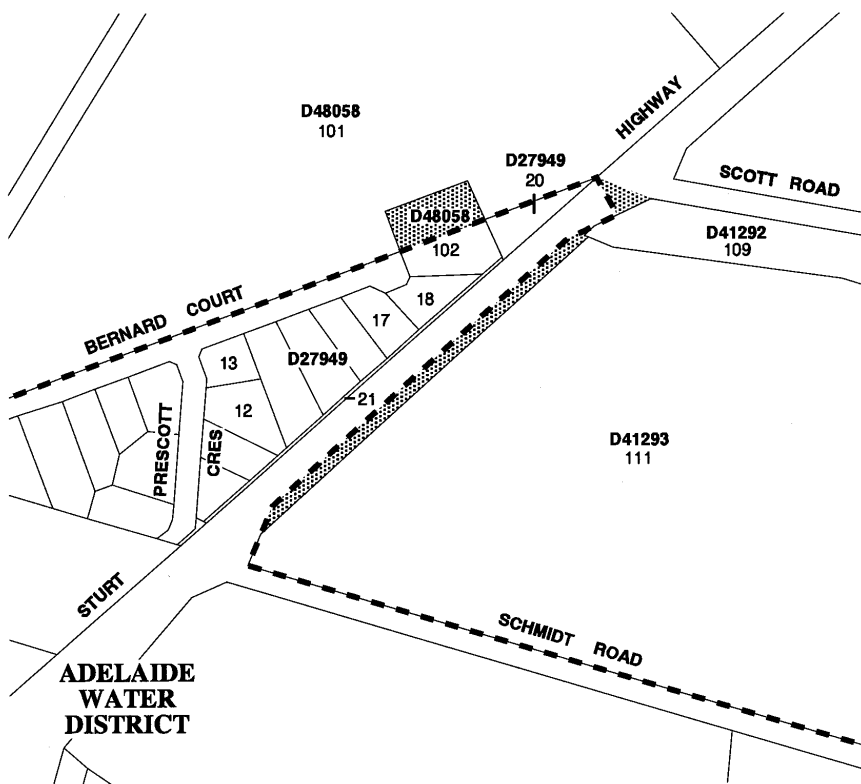 D48058
101
HIGHWAY
D27949
20
SCOTT ROAD
D48058
102
D41292
109
BERNARD COURT
18
17
13
D27949
12
21
PRESCOTT
CRES
D41293
111
STURT
SCHMIDT ROAD
ADELAIDE
WATER
DISTRICT